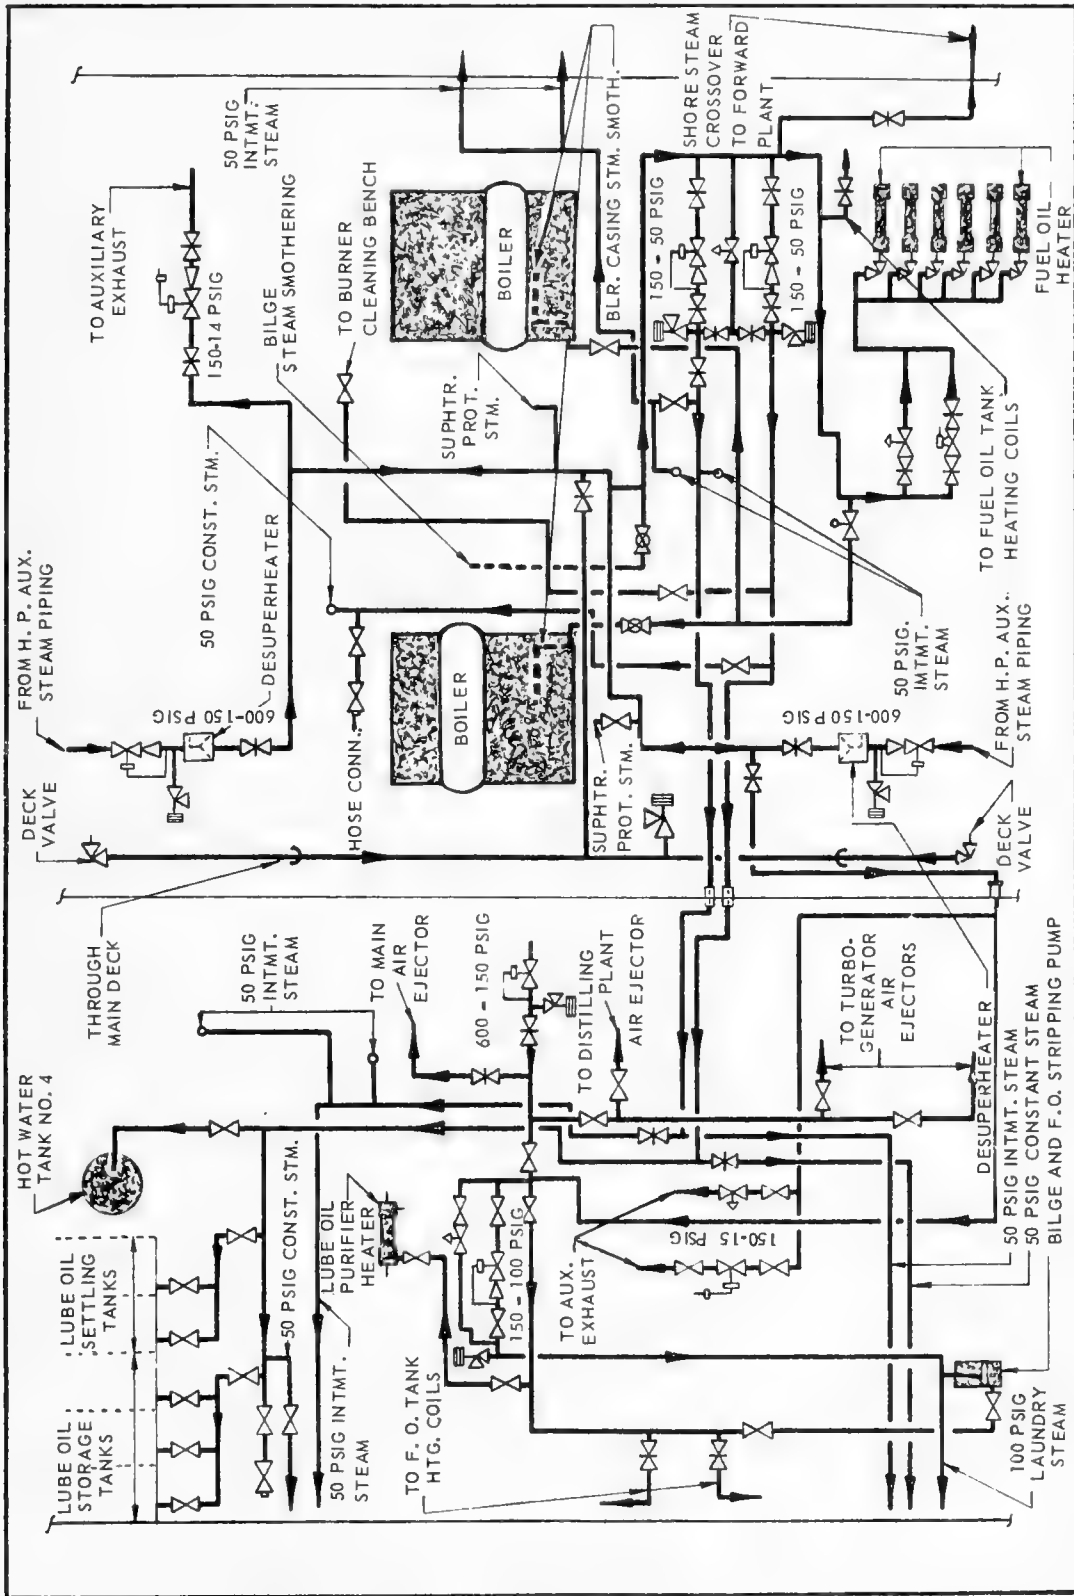 HOT WATER
TANK NO. 4
LUBE OIL
SETTLING
TANKS
LUBE OIL
STORAGE
TANKS
50 PSIG CONST. STM.
50 PSIG INTMT.
STEAM
LUBE OIL
PURIFIER
HEATER
THROUGH
MAIN DECK
50 PSIG
INTMT.
STEAM
TO MAIN
AIR
EJECTOR
600 - 150 PSIG
TO DISTILLING
PLANT
AIR EJECTOR
150 - 100 PSIG
TO AUX.
EXHAUST
150-15 PSIG
TO F. O. TANK
HTG. COILS
TO TURBO-
GENERATOR
AIR
EJECTORS
DESUPERHEATER
50 PSIG INTMT. STEAM
50 PSIG CONSTANT STEAM
BILGE AND F.O. STRIPPING PUMP
100 PSIG
LAUNDRY
STEAM
DECK
VALVE
FROM H. P. AUX.
STEAM PIPING
600-150 PSIG
DESUPERHEATER
50 PSIG CONST. STM.
HOSE CONN.
BOILER
SUPHTR.
PROT. STM.
DECK
VALVE
FROM H.P. AUX.
STEAM PIPING
600-150 PSIG
50 PSIG.
IMTMT.
STEAM
TO AUXILIARY
EXHAUST
150-14 PSIG
BILGE
STEAM SMOTHERING
TO BURNER
CLEANING BENCH
SUPHTR.
PROT.
STM.
50 PSIG
INTMT.
STEAM
BOILER
BLR. CASING STM. SMOTH.
SHORE STEAM
CROSSOVER
TO FORWARD
PLANT
150 - 50 PSIG
150 - 50 PSIG
TO FUEL OIL TANK
HEATING COILS
FUEL OIL
HEATER